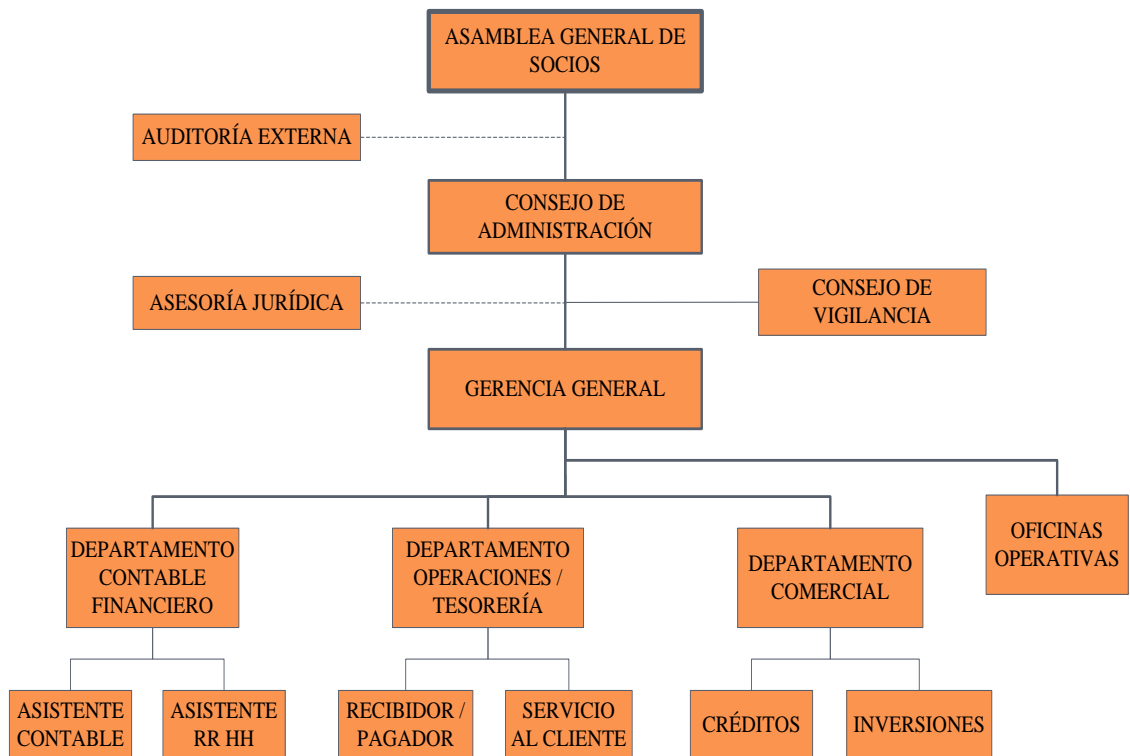 ASAMBLEA GENERAL DE
SOCIOS
AUDITORÍA EXTERNA
CONSEJO DE
ADMINISTRACIÓN
ASESORÍA JURÍDICA
CONSEJO DE
VIGILANCIA
GERENCIA GENERAL
DEPARTAMENTO
CONTABLE
FINANCIERO
DEPARTAMENTO
OPERACIONES /
TESORERÍA
DEPARTAMENTO
COMERCIAL
OFICINAS
OPERATIVAS
ASISTENTE
CONTABLE
ASISTENTE
RR HH
RECIBIDOR /
PAGADOR
SERVICIO
AL CLIENTE
CRÉDITOS
INVERSIONES